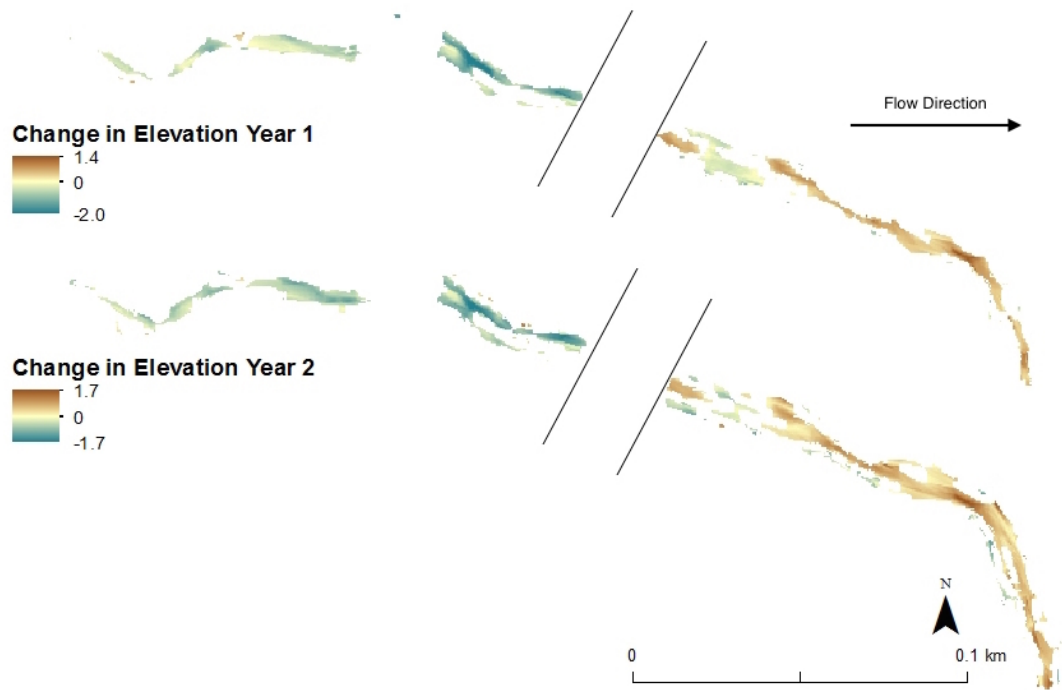 Flow Direction
Change in Elevation Year 1
1.4
0
-2.0
Change in Elevation Year 2
1.7
0
-1.7
N
0 0.1 km